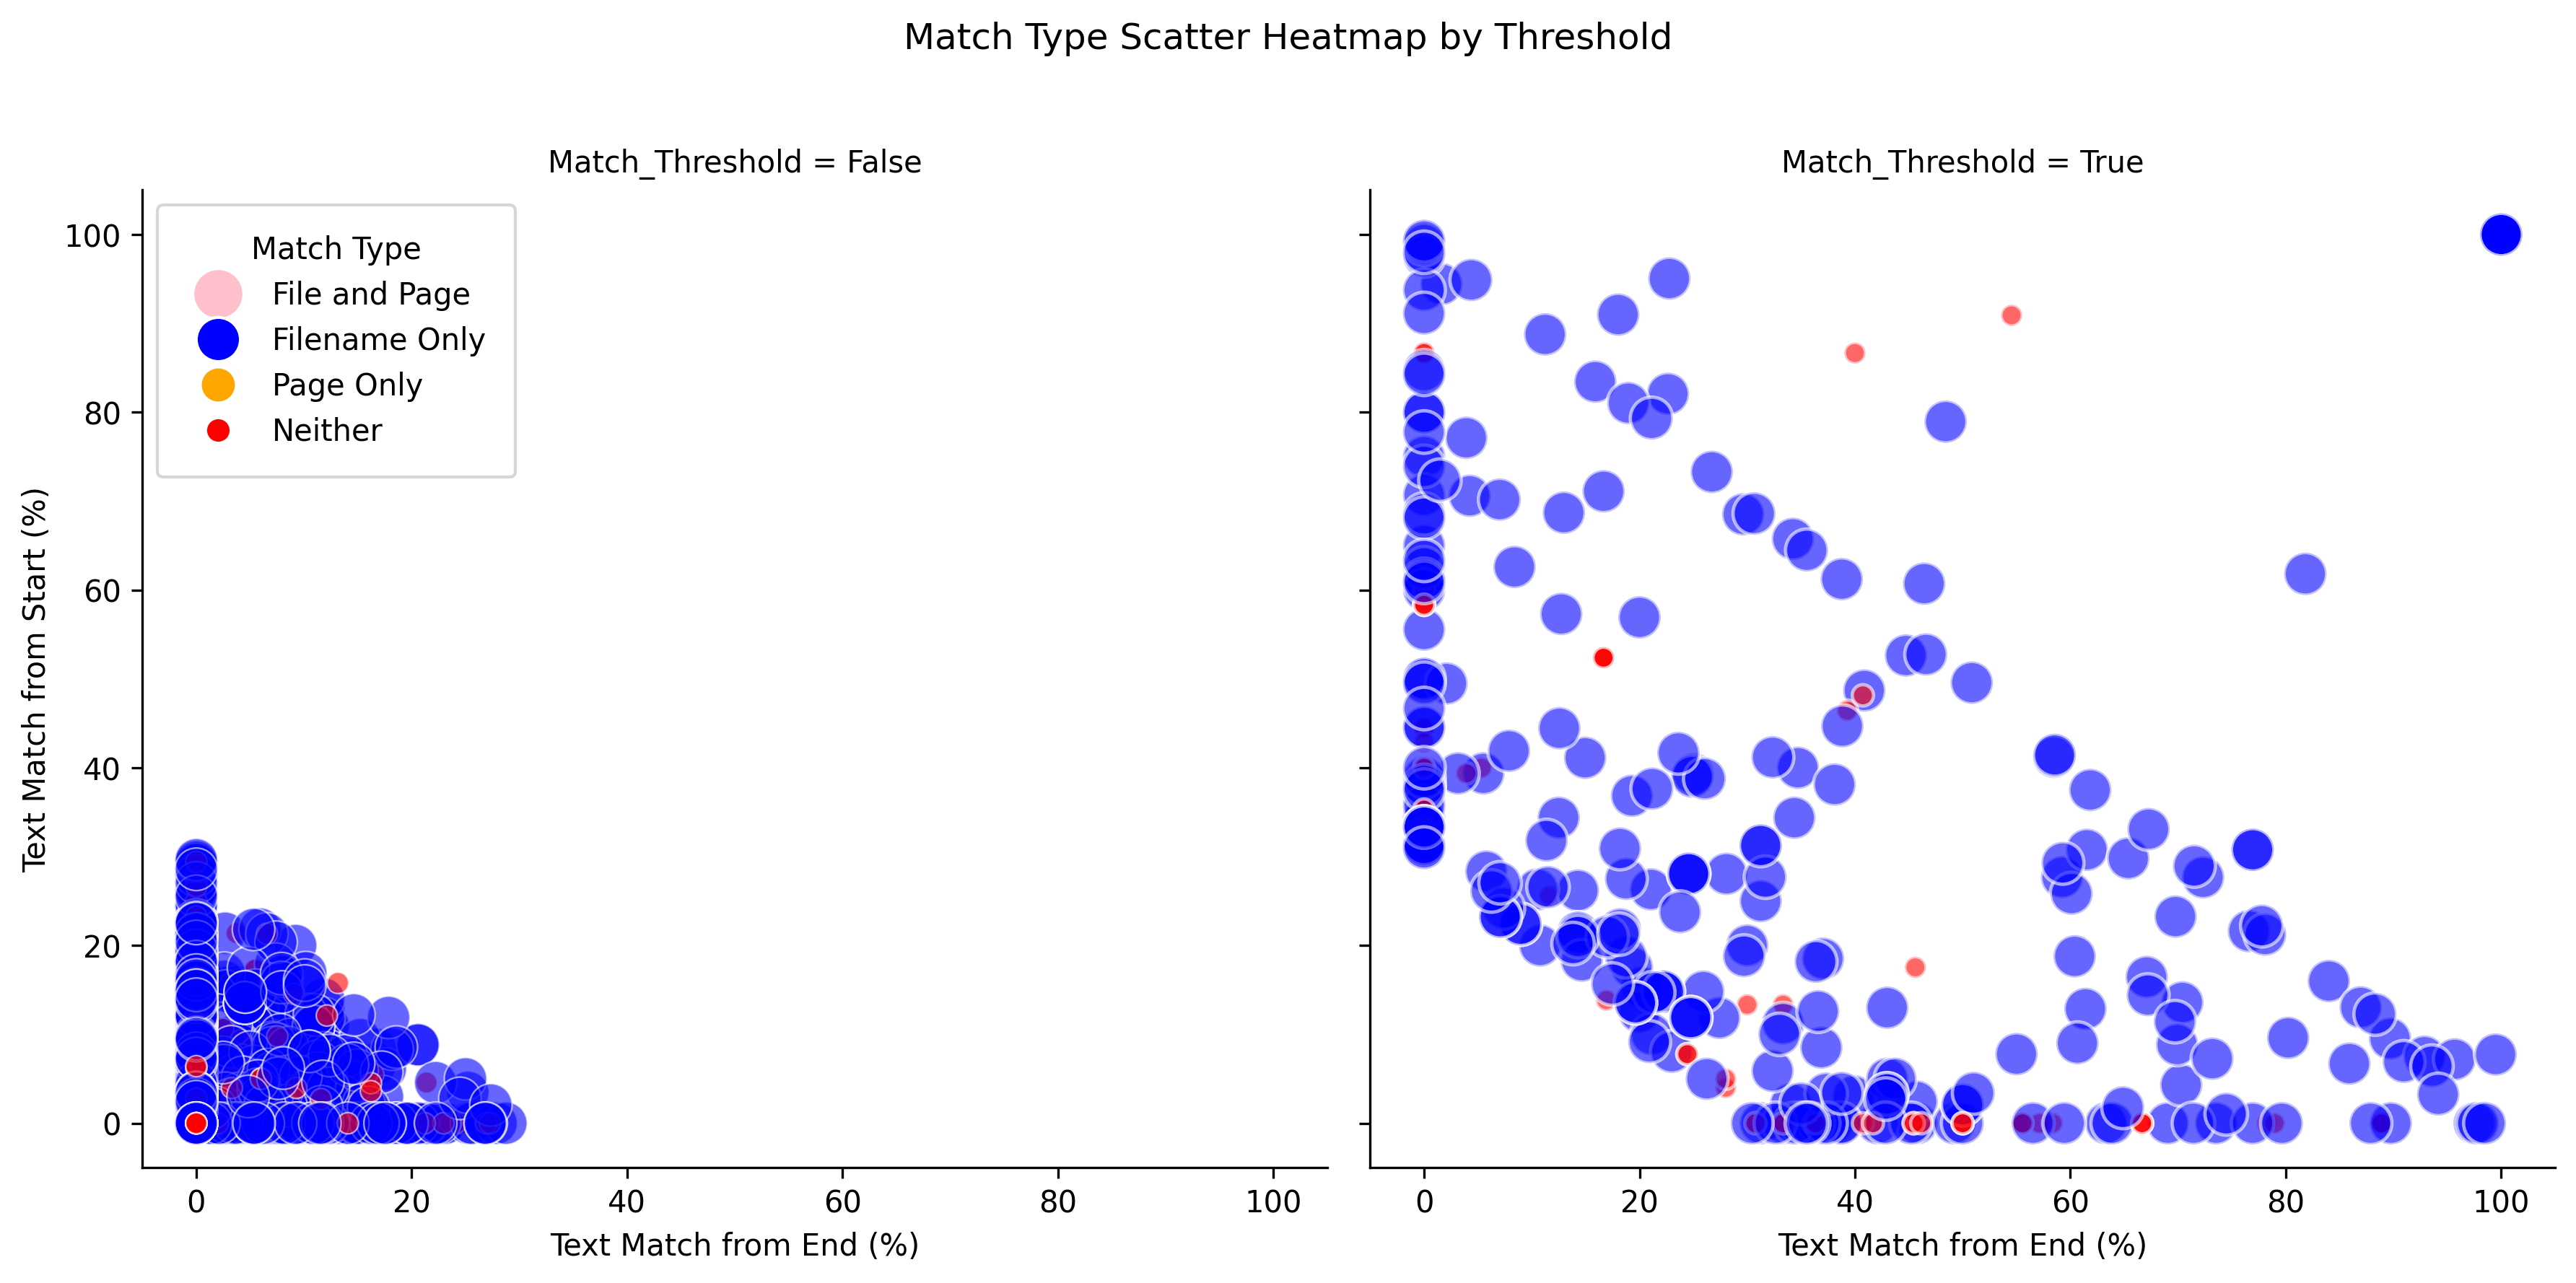 Match Type Scatter Heatmap by Threshold
Match_Threshold = False
Match_Threshold = True
Match Type
File and Page
Filename Only
Page Only
Neither
Text Match from Start (%)
100
80
60
40
20
0
0 20 40 60 80 100
0 20 40 60 80 100
Text Match from End (%)
Text Match from End (%)